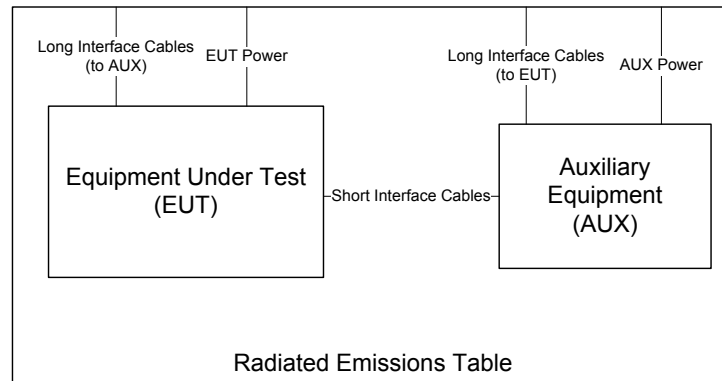 Long Interface Cables
(to AUX)
EUT Power
Long Interface Cables
(to EUT)
AUX Power
Equipment Under Test
(EUT)
Short Interface Cables
Auxiliary
Equipment
(AUX)
Radiated Emissions Table